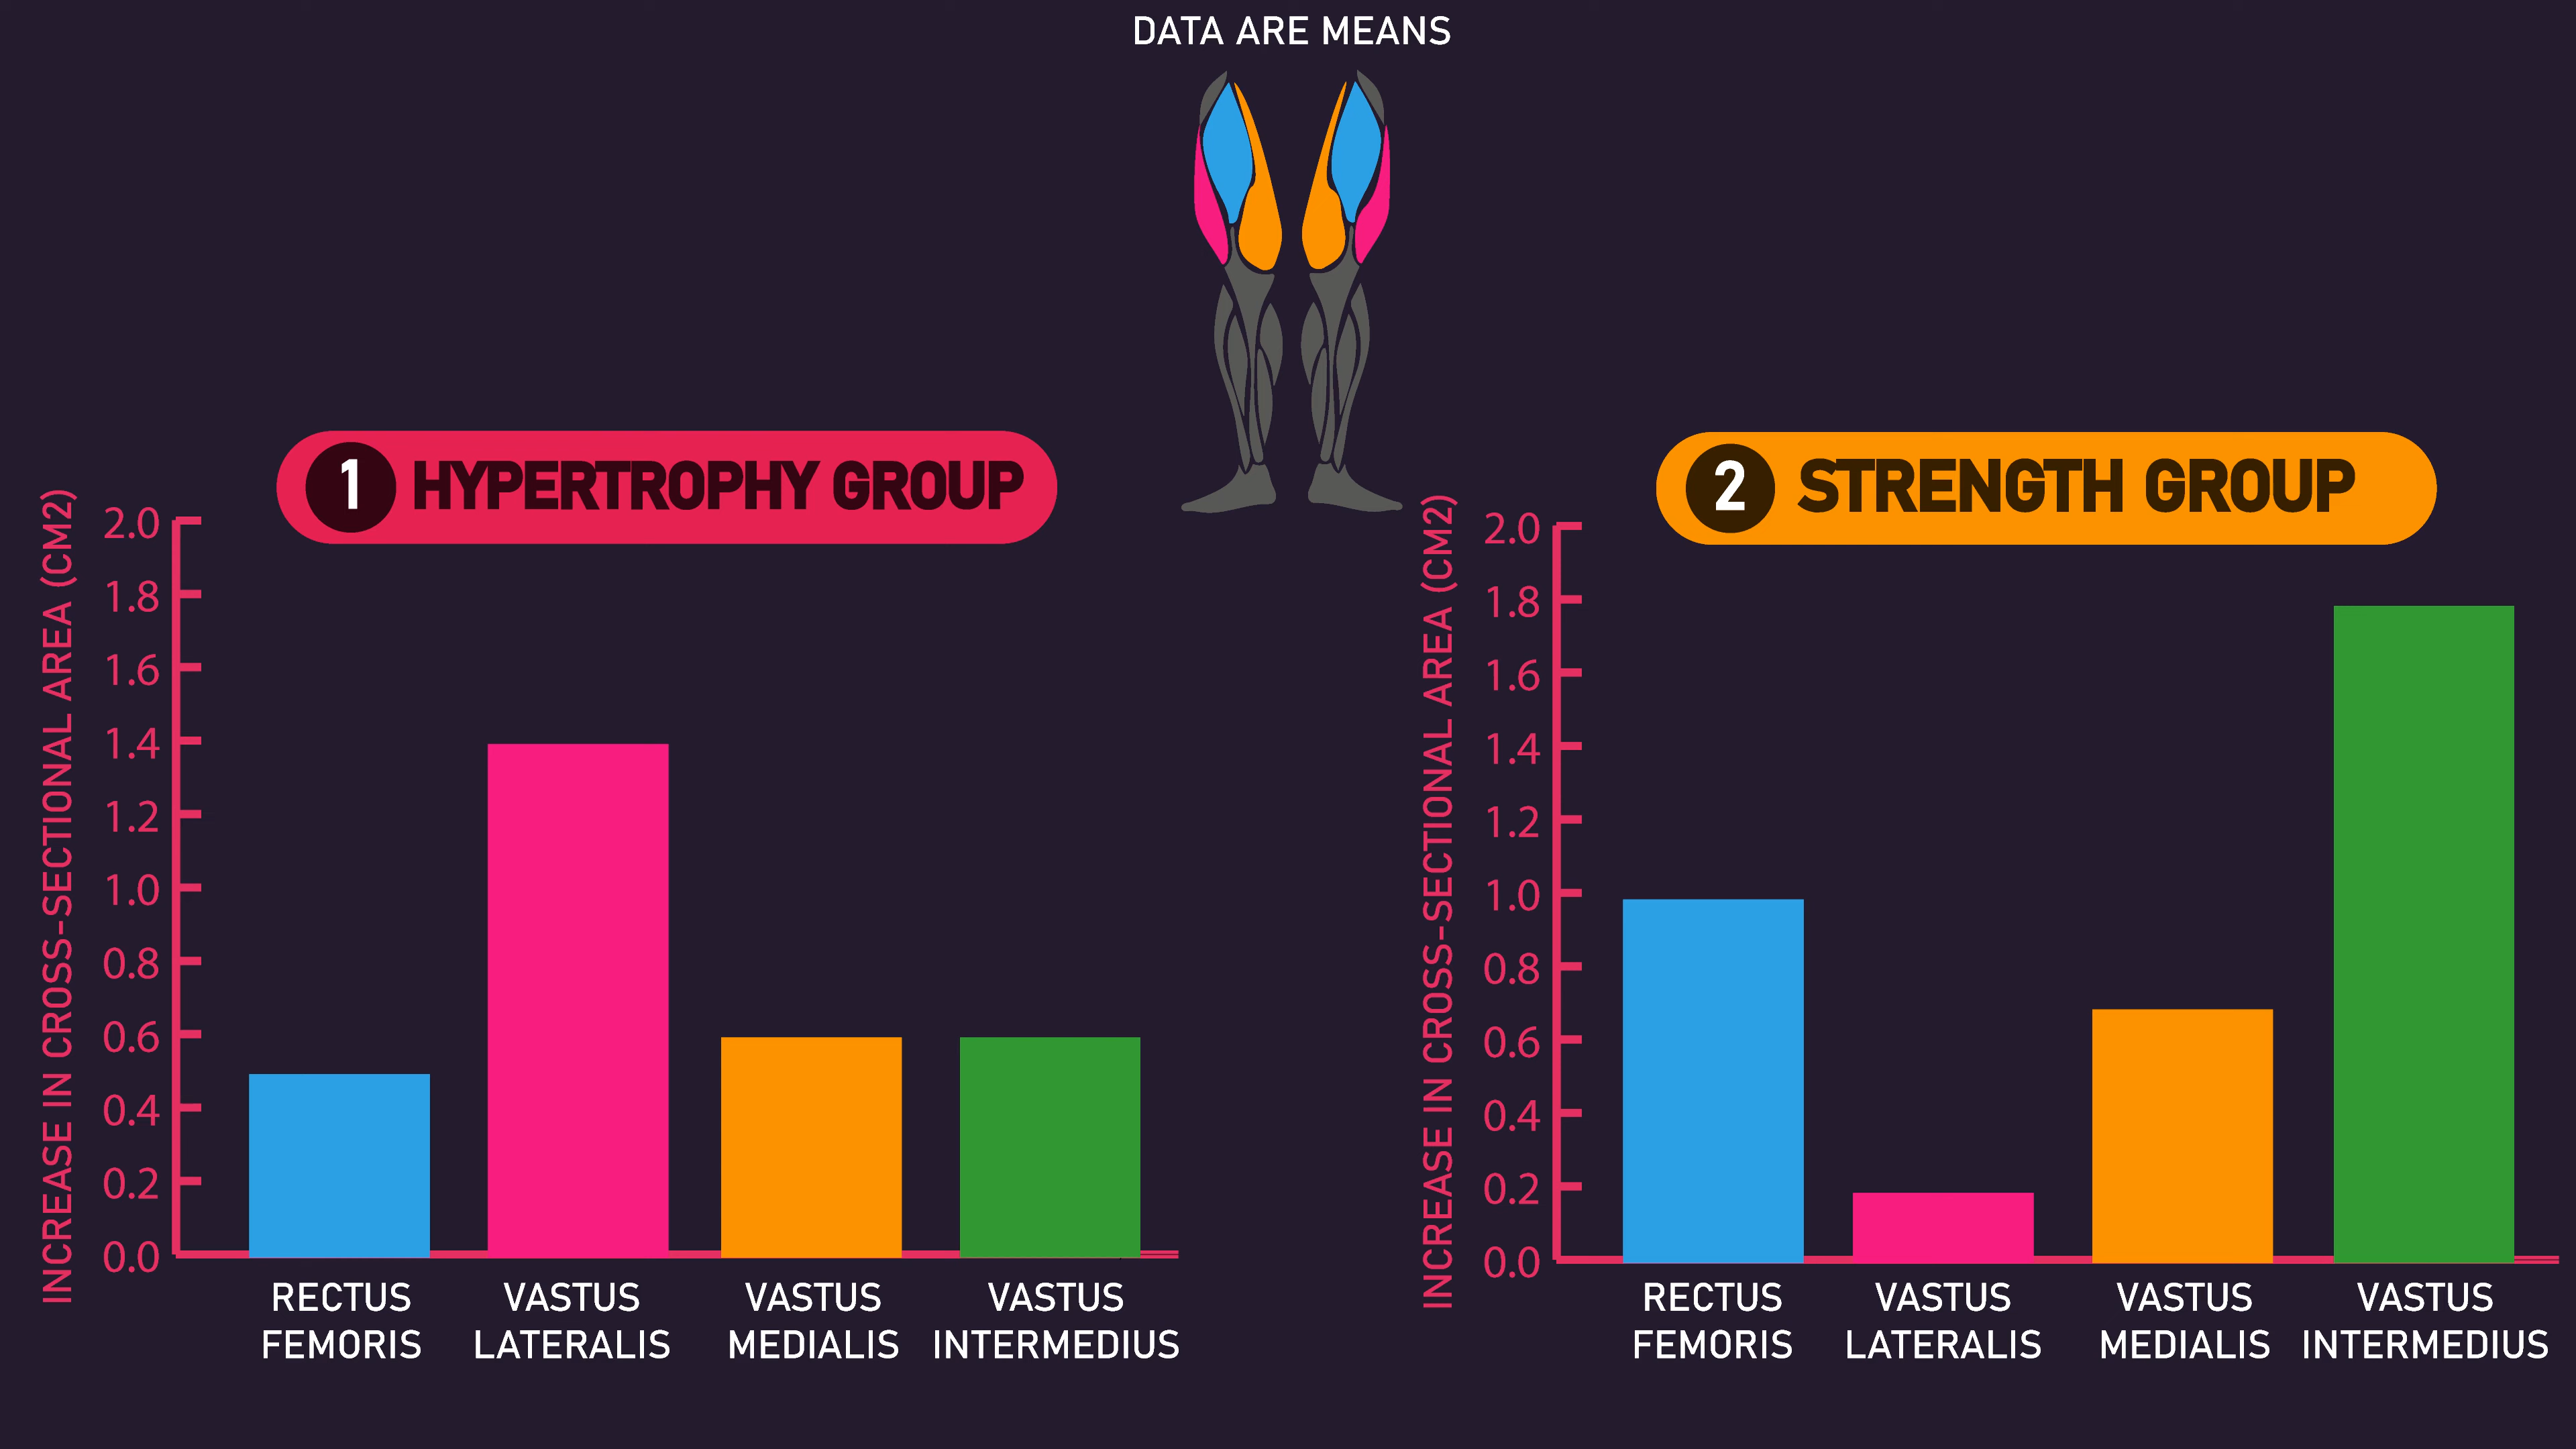 DATA ARE MEANS
1 HYPERTROPHY GROUP
INCREASE IN CROSS-SECTIONAL AREA (CM2)
2.0
1.8
1.6
1.4
1.2
1.0
0.8
0.6
0.4
0.2
0.0
RECTUS
FEMORIS
VASTUS
LATERALIS
VASTUS
MEDIALIS
VASTUS
INTERMEDIUS
2 STRENGTH GROUP
INCREASE IN CROSS-SECTIONAL AREA (CM2)
2.0
1.8
1.6
1.4
1.2
1.0
0.8
0.6
0.4
0.2
0.0
RECTUS
FEMORIS
VASTUS
LATERALIS
VASTUS
MEDIALIS
VASTUS
INTERMEDIUS